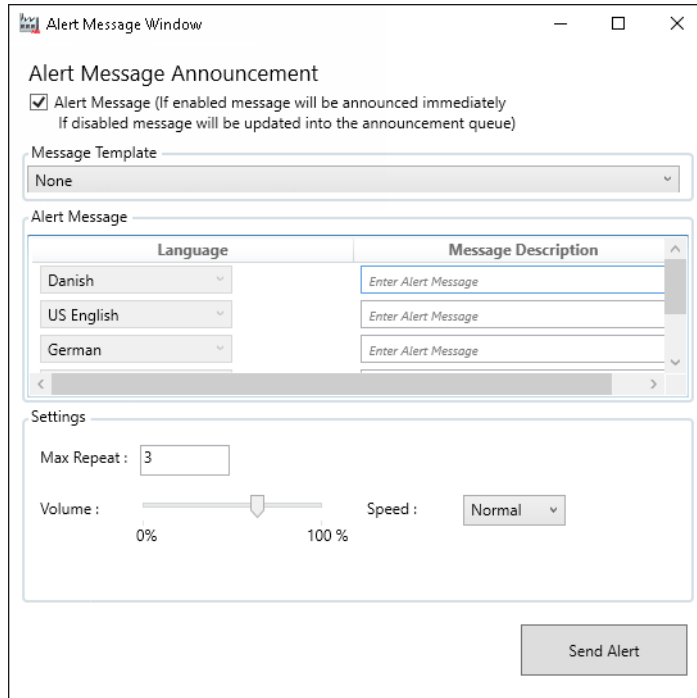 Alert Message Window
Alert Message Announcement
Alert Message (If enabled message will be announced immediately
If disabled message will be updated into the announcement queue)
Message Template
None
Alert Message
Language Message Description
Danish Enter Alert Message
US English Enter Alert Message
German Enter Alert Message
Settings
Max Repeat : 3
Volume : Speed : Normal
0% 100 %
Send Alert